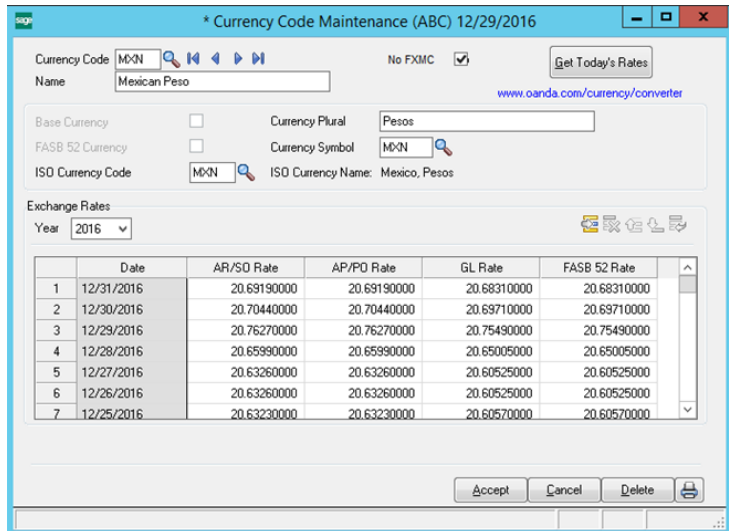 sage * Currency Code Maintenance (ABC) 12/29/2016
Currency Code MXN No FXMC Get Today's Rates
Name Mexican Peso
www.oanda.com/currency/converter
Base Currency Currency Plural Pesos
FASB 52 Currency Currency Symbol MXN
ISO Currency Code MXN ISO Currency Name: Mexico, Pesos
Exchange Rates
Year 2016
Date AR/SO Rate AP/PO Rate GL Rate FASB 52 Rate
1 12/31/2016 20.69190000 20.69190000 20.68310000 20.68310000
2 12/30/2016 20.70440000 20.70440000 20.69710000 20.69710000
3 12/29/2016 20.76270000 20.76270000 20.75490000 20.75490000
4 12/28/2016 20.65990000 20.65990000 20.65005000 20.65005000
5 12/27/2016 20.63260000 20.63260000 20.60525000 20.60525000
6 12/26/2016 20.63260000 20.63260000 20.60525000 20.60525000
7 12/25/2016 20.63230000 20.63230000 20.60570000 20.60570000
Accept Cancel Delete